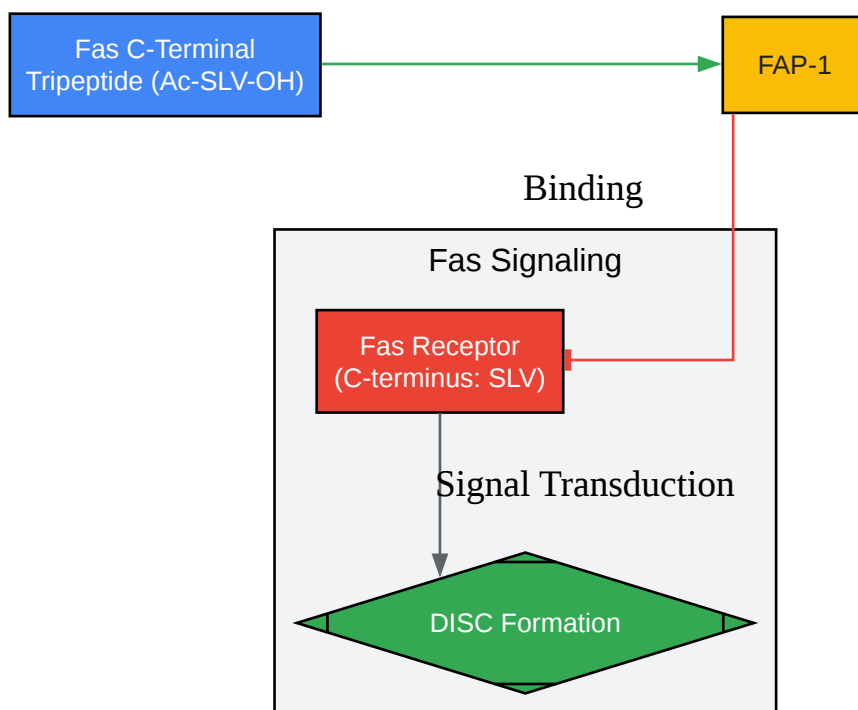 Fas C-Terminal
Tripeptide (Ac-SLV-OH)
FAP-1
Binding
Fas Signaling
Fas Receptor
(C-terminus: SLV)
Signal Transduction
DISC Formation